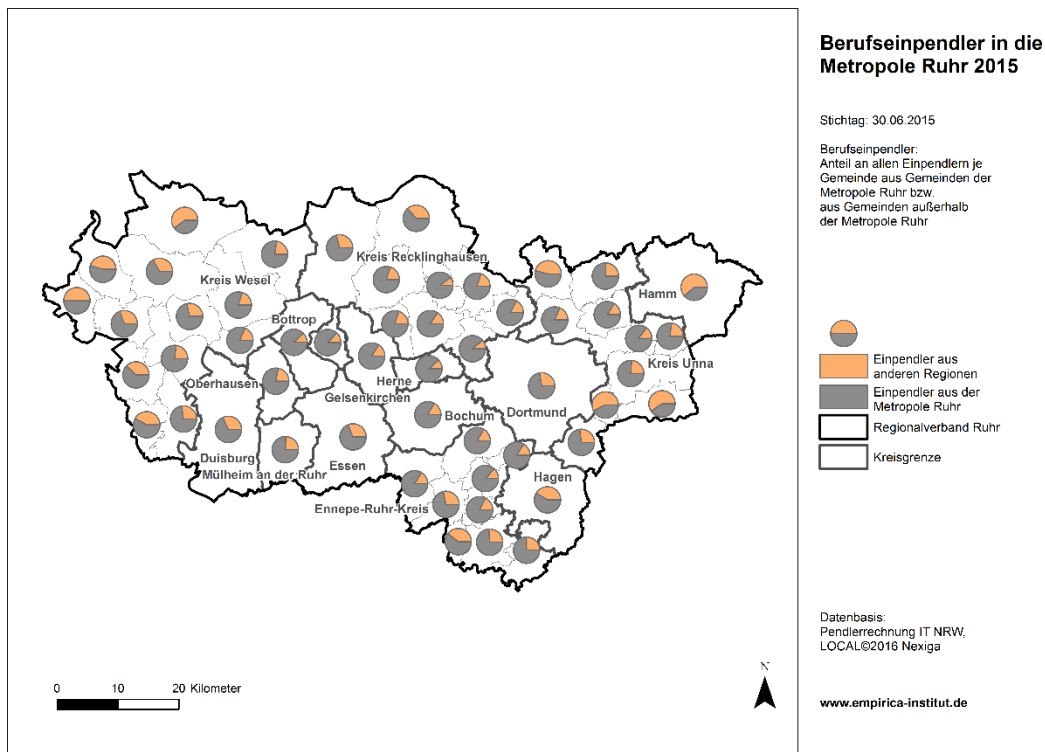 Berufseinpendler in die
Metropole Ruhr 2015
Stichtag: 30.06.2015
Berufseinpendler:
Anteil an allen Einpendlern je
Gemeinde aus Gemeinden der
Metropole Ruhr bzw.
aus Gemeinden außerhalb
der Metropole Ruhr
Kreis Recklinghausen
Kreis Wesel
Hamm
Bottrop
Kreis Unna
Oberhausen
Herne
Gelsenkirchen
Bochum
Dortmund
Duisburg
Essen
Mülheim an der Ruhr
Hagen
Ennepe-Ruhr-Kreis
Einpendler aus
anderen Regionen
Einpendler aus der
Metropole Ruhr
Regionalverband Ruhr
Kreisgrenze
Datenbasis:
Pendlerrechnung IT NRW,
LOCAL©2016 Nexiga
N
0 10 20 Kilometer
www.empirica-institut.de